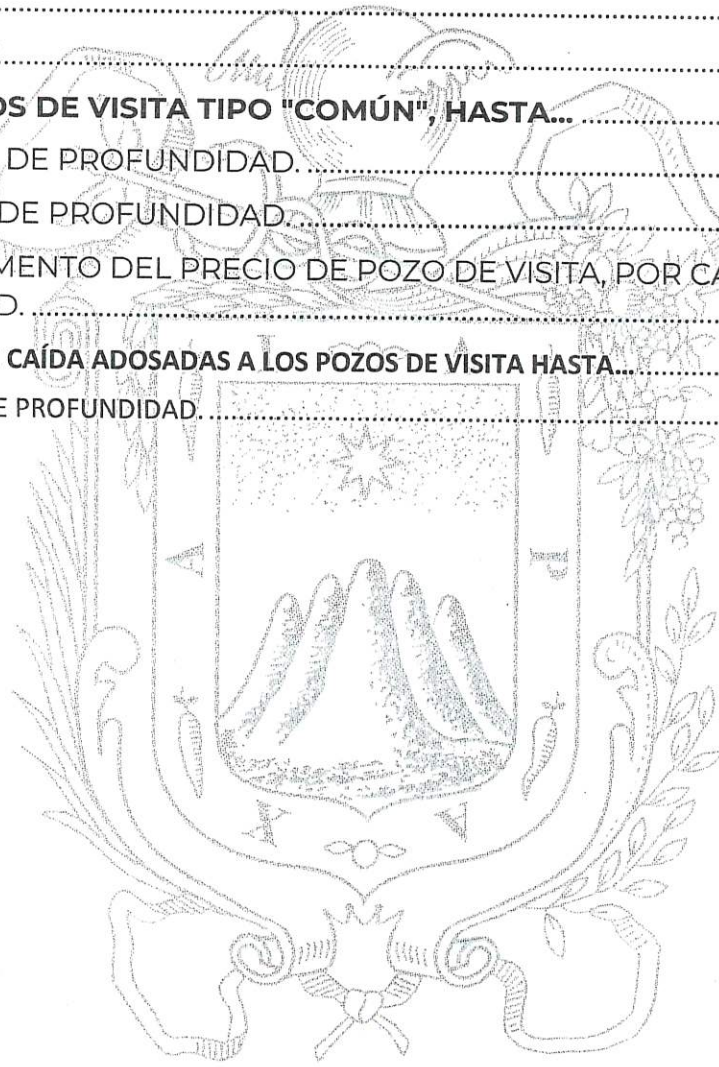 OS DE VISITA TIPO "COMÚN", HASTA...
DE PROFUNDIDAD.
DE PROFUNDIDAD.
MENTO DEL PRECIO DE POZO DE VISITA, POR CA
D.
CAÍDA ADOSADAS A LOS POZOS DE VISITA HASTA...
E PROFUNDIDAD.
I M A
A P
X A